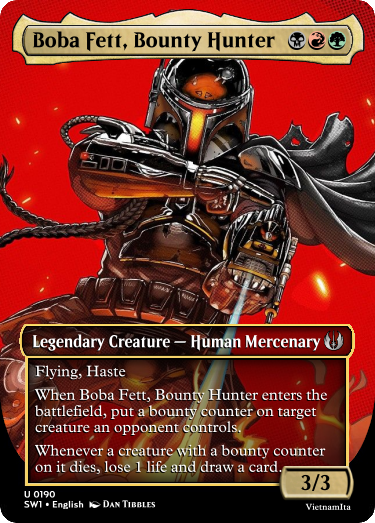 Boba Fett, Bounty Hunter
Legendary Creature — Human Mercenary
Flying, Haste
When Boba Fett, Bounty Hunter enters the
battlefield, put a bounty counter on target
creature an opponent controls.
Whenever a creature with a bounty counter
on it dies, lose 1 life and draw a card.
3/3
U 0190
SW1 • English DAN TIBBLES
VietnamIta